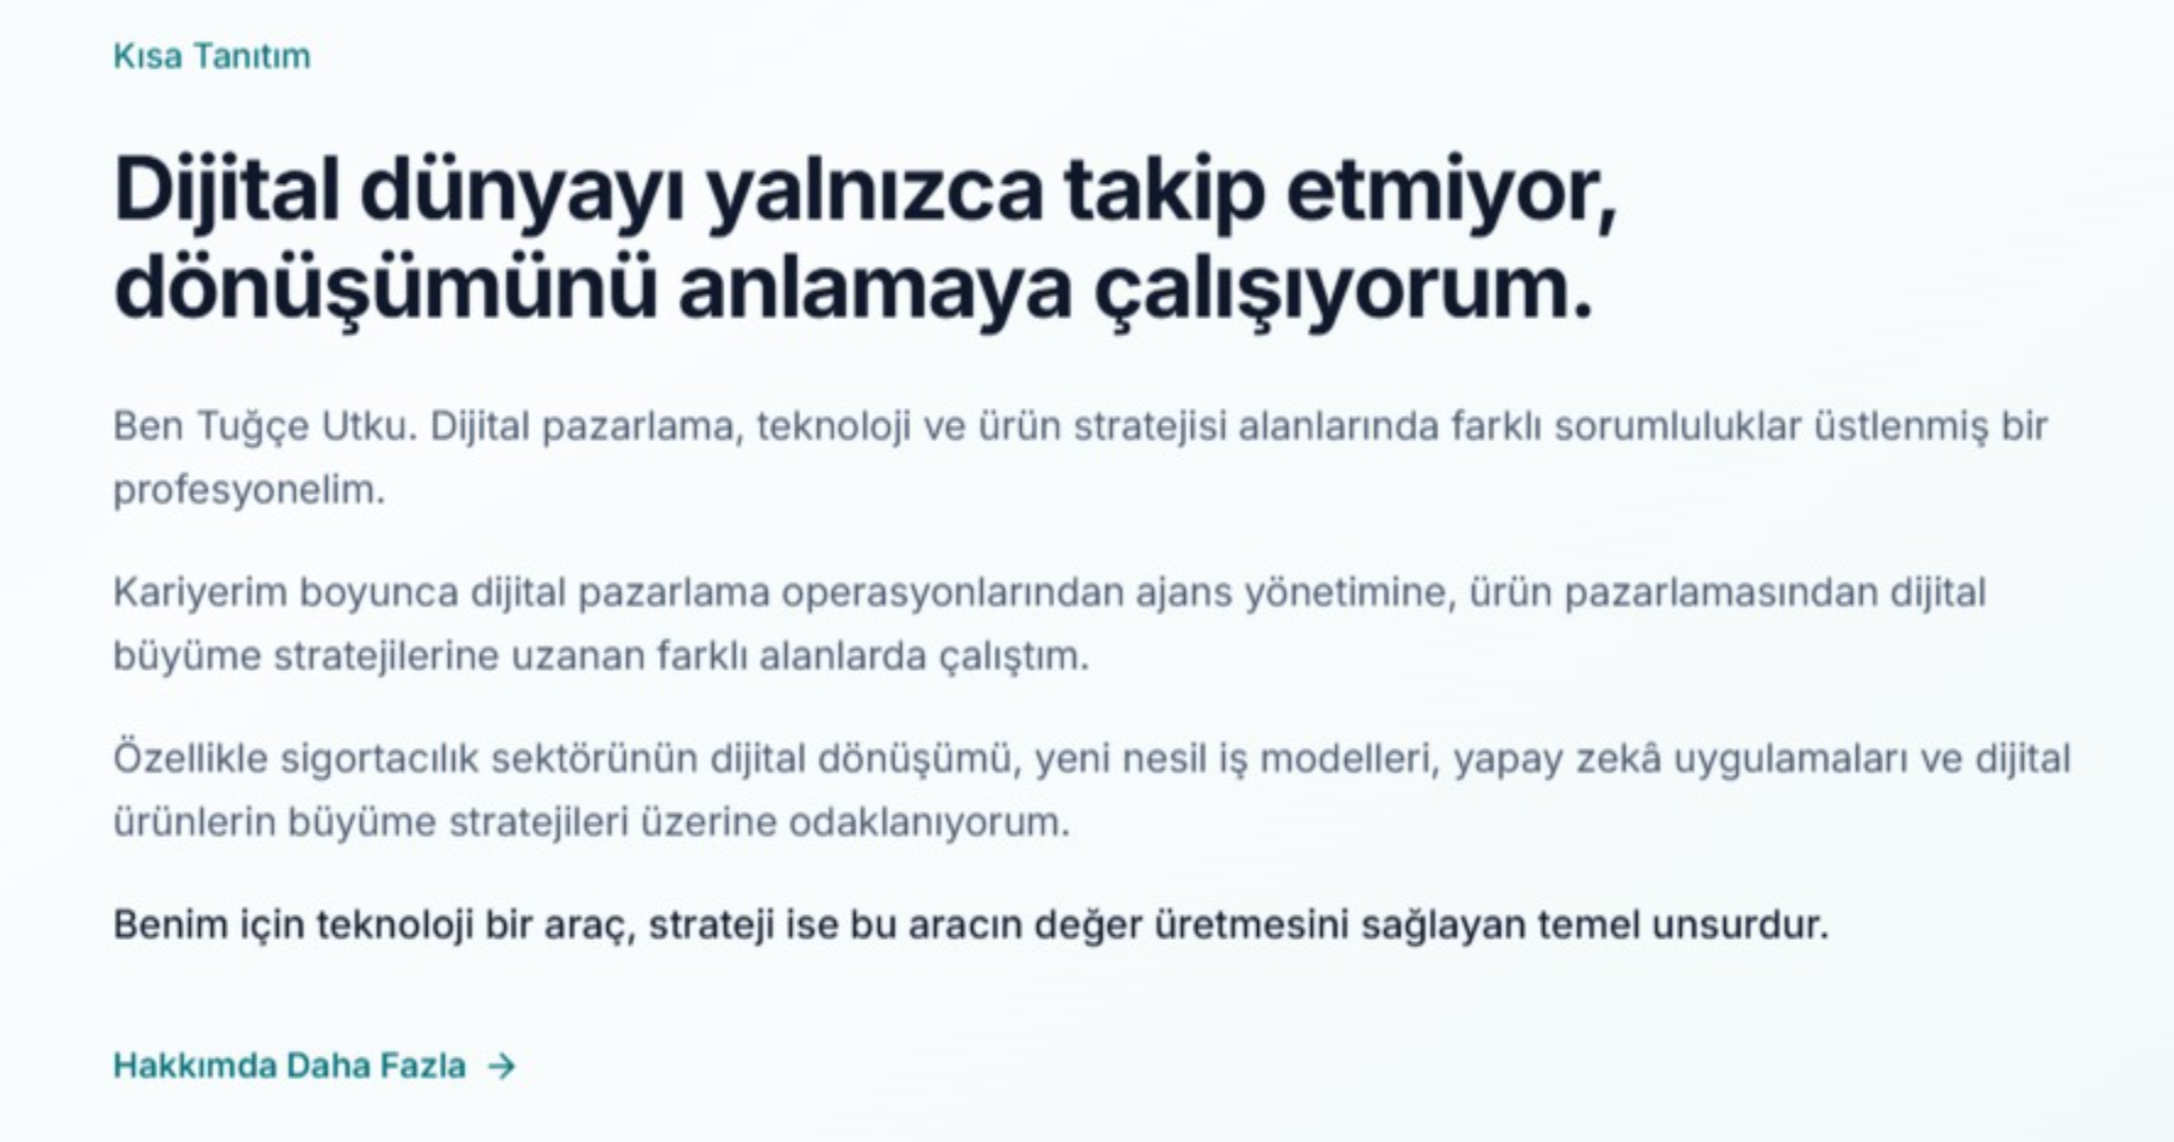 Kısa Tanıtım
Dijital dünyayı yalnızca takip etmiyor,
dönüşümünü anlamaya çalışıyorum.
Ben Tuğçe Utku. Dijital pazarlama, teknoloji ve ürün stratejisi alanlarında farklı sorumluluklar üstlenmiş bir
profesyonelim.
Kariyerim boyunca dijital pazarlama operasyonlarından ajans yönetimine, ürün pazarlamasından dijital
büyüme stratejilerine uzanan farklı alanlarda çalıştım.
Özellikle sigortacılık sektörünün dijital dönüşümü, yeni nesil iş modelleri, yapay zekâ uygulamaları ve dijital
ürünlerin büyüme stratejileri üzerine odaklanıyorum.
Benim için teknoloji bir araç, strateji ise bu aracın değer üretmesini sağlayan temel unsurdur.
Hakkımda Daha Fazla →